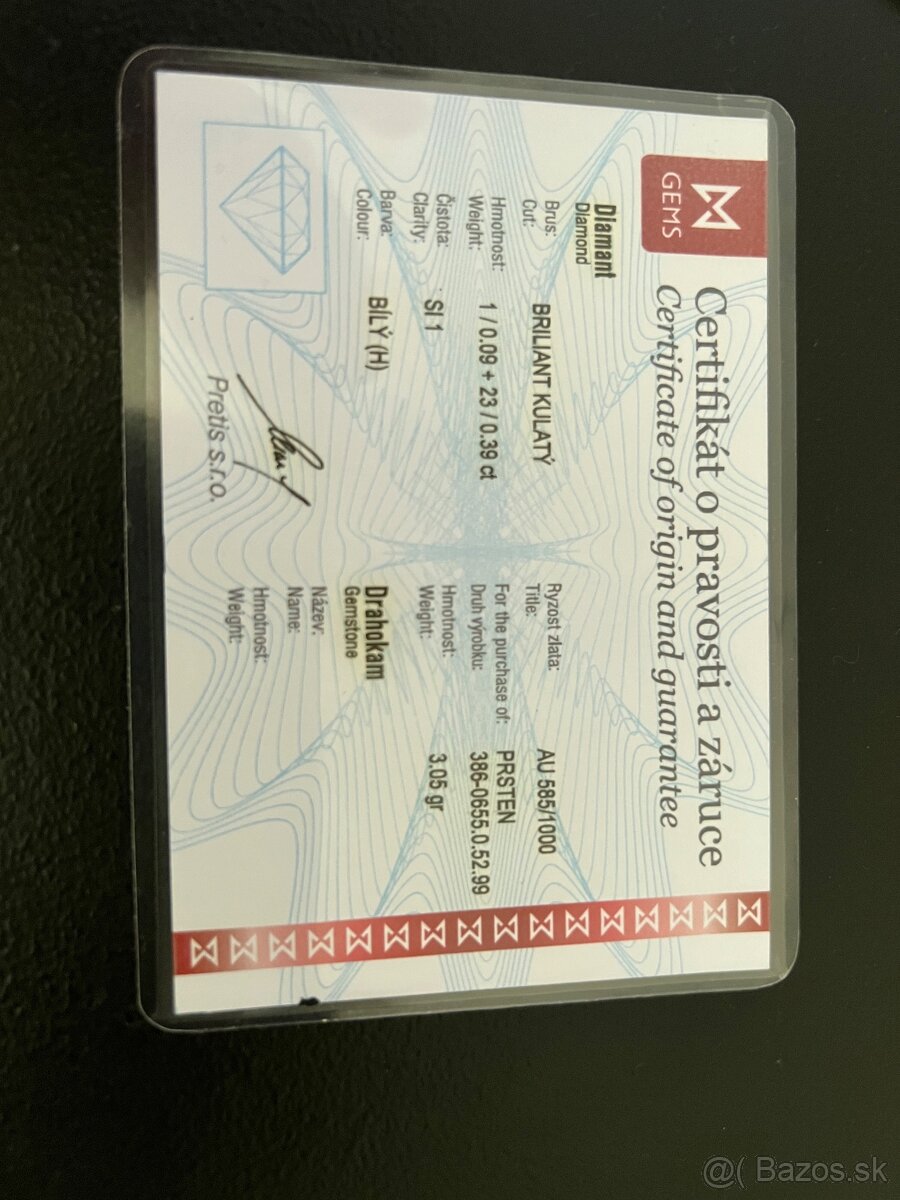 GEMS
Certifikát o pravosti a záruce
Certificate of origin and guarantee
Diamant
Diamond
Brus:
Cut:
BRILIANT KULATÝ
Hmotnost:
Weight:
1 / 0.09 + 23 / 0.39 ct
Čistota:
Clarity:
SI 1
Barva:
Colour:
BÍLÝ (H)
Pretis s.r.o.
Ryzost zlata:
Title:
AU 585/1000
For the purchase of:
Druh výrobku:
PRSTEN
386-0655.0.52.99
Hmotnost:
Weight:
3.05 gr
Drahokam
Gemstone
Název:
Name:
Hmotnost:
Weight:
@( Bazos.sk